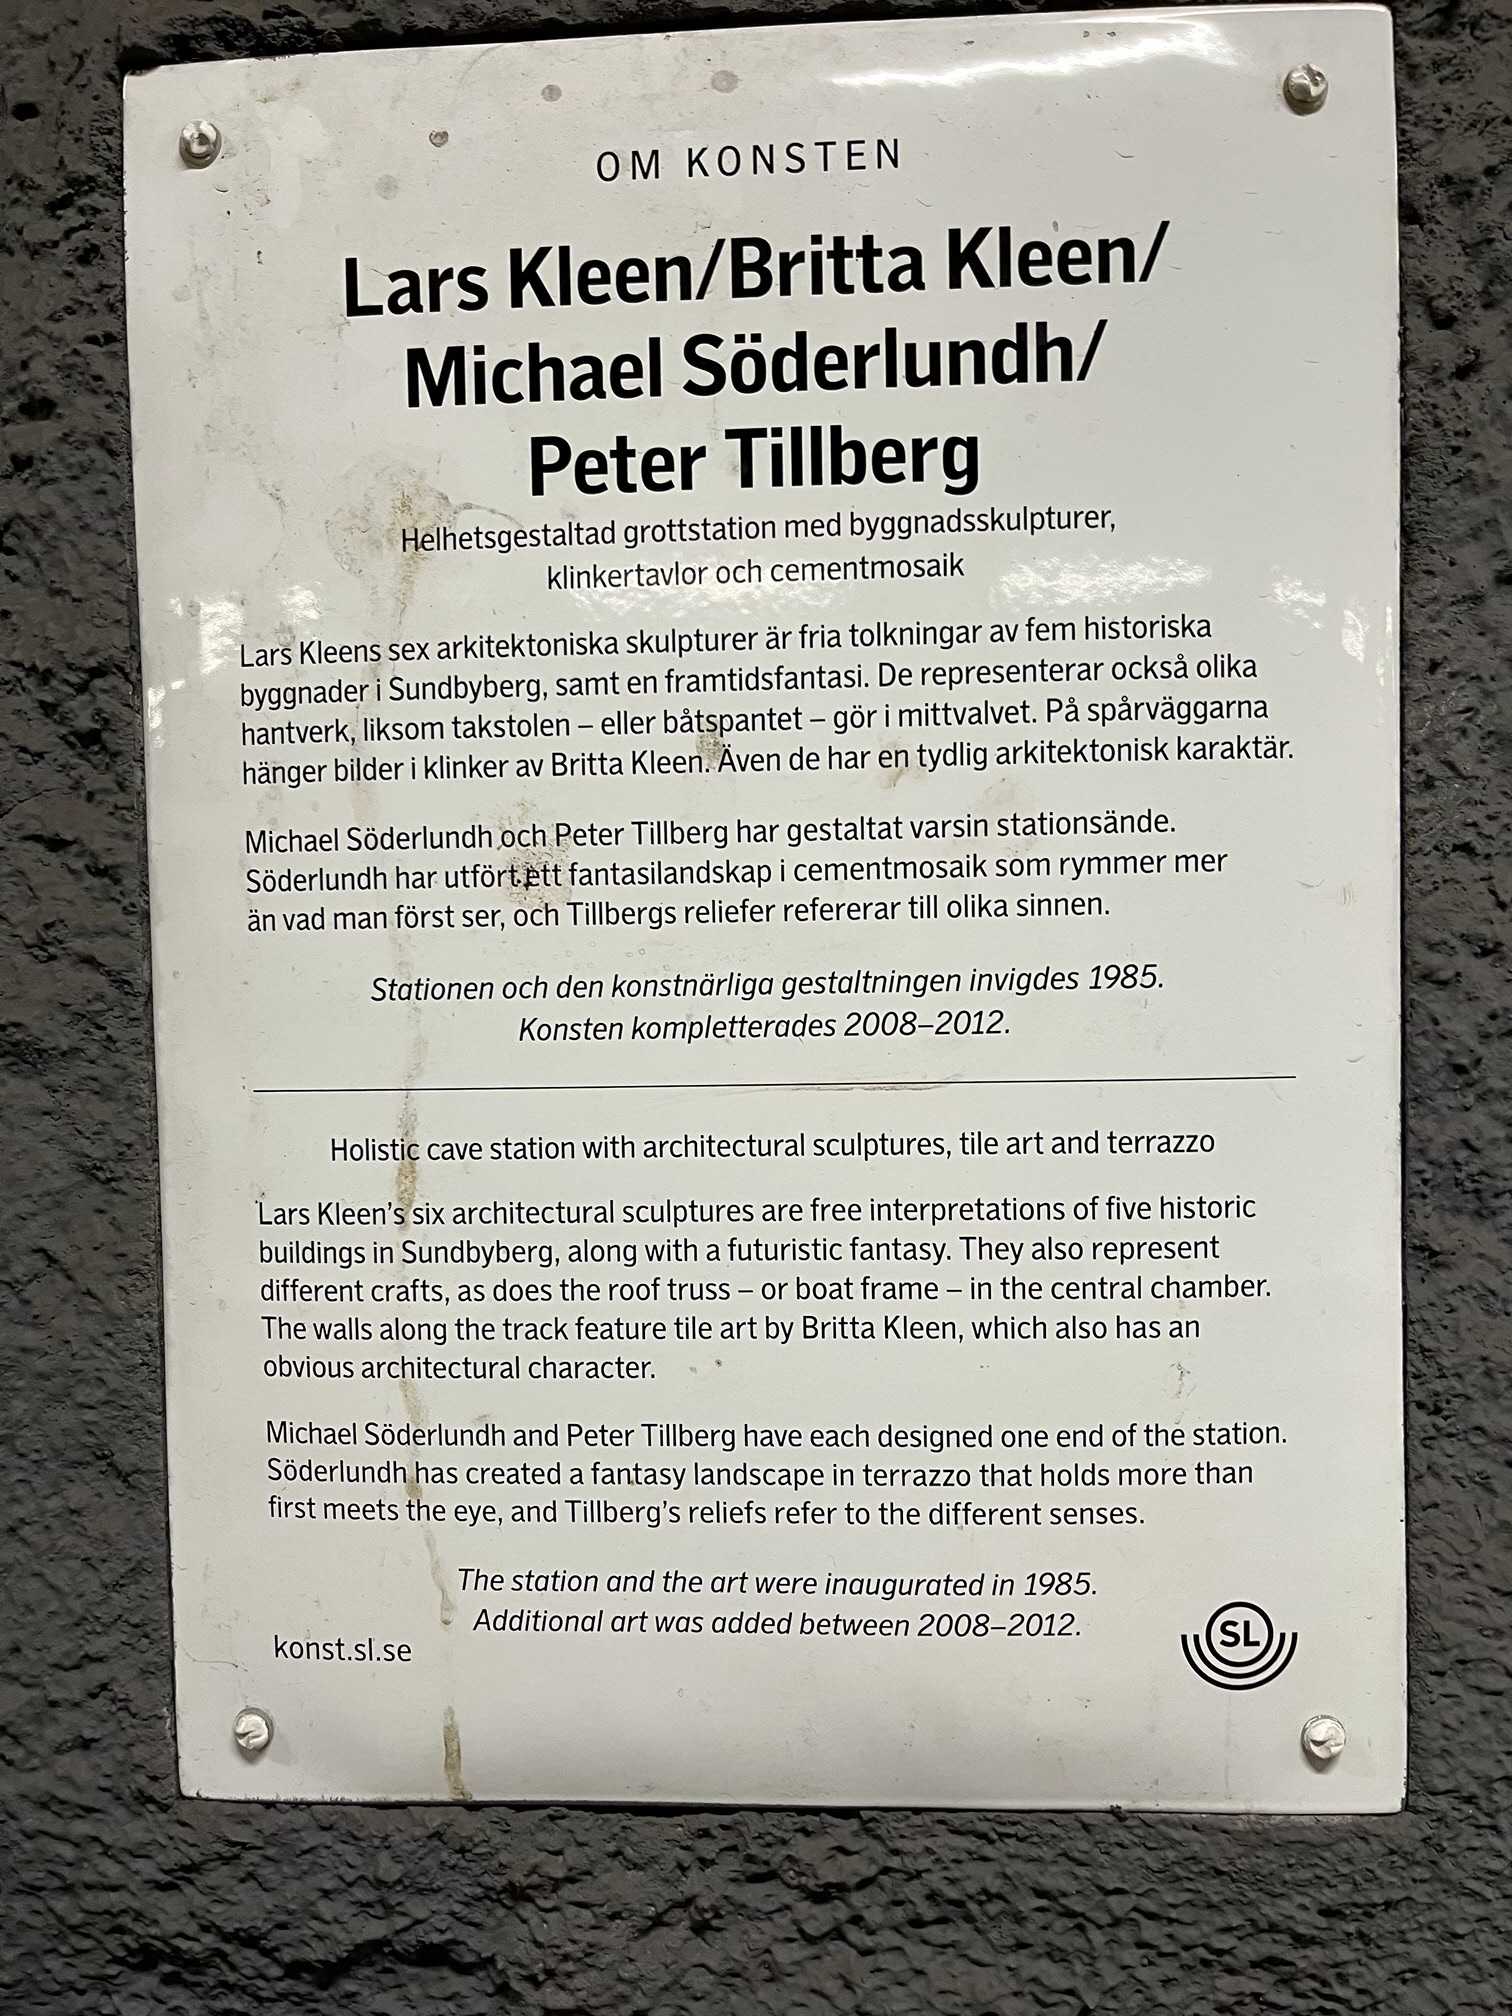 OM KONSTEN
Lars Kleen/Britta Kleen/
Michael Söderlundh/
Peter Tillberg
Helhetsgestaltad grottstation med byggnadsskulpturer,
klinkertavlor och cementmosaik
Lars Kleens sex arkitektoniska skulpturer är fria tolkningar av fem historiska
byggnader i Sundbyberg, samt en framtidsfantasi. De representerar också olika
hantverk, liksom takstolen – eller båtspantet – gör i mittvalvet. På spårväggarna
hänger bilder i klinker av Britta Kleen. Även de har en tydlig arkitektonisk karaktär.
Michael Söderlundh och Peter Tillberg har gestaltat varsin stationsände.
Söderlundh har utfört ett fantasilandskap i cementmosaik som rymmer mer
än vad man först ser, och Tillbergs reliefer refererar till olika sinnen.
Stationen och den konstnärliga gestaltningen invigdes 1985.
Konsten kompletterades 2008–2012.
Holistic cave station with architectural sculptures, tile art and terrazzo
Lars Kleen's six architectural sculptures are free interpretations of five historic
buildings in Sundbyberg, along with a futuristic fantasy. They also represent
different crafts, as does the roof truss – or boat frame – in the central chamber.
The walls along the track feature tile art by Britta Kleen, which also has an
obvious architectural character.
Michael Söderlundh and Peter Tillberg have each designed one end of the station.
Söderlundh has created a fantasy landscape in terrazzo that holds more than
first meets the eye, and Tillberg's reliefs refer to the different senses.
The station and the art were inaugurated in 1985.
Additional art was added between 2008–2012.
konst.sl.se
SL